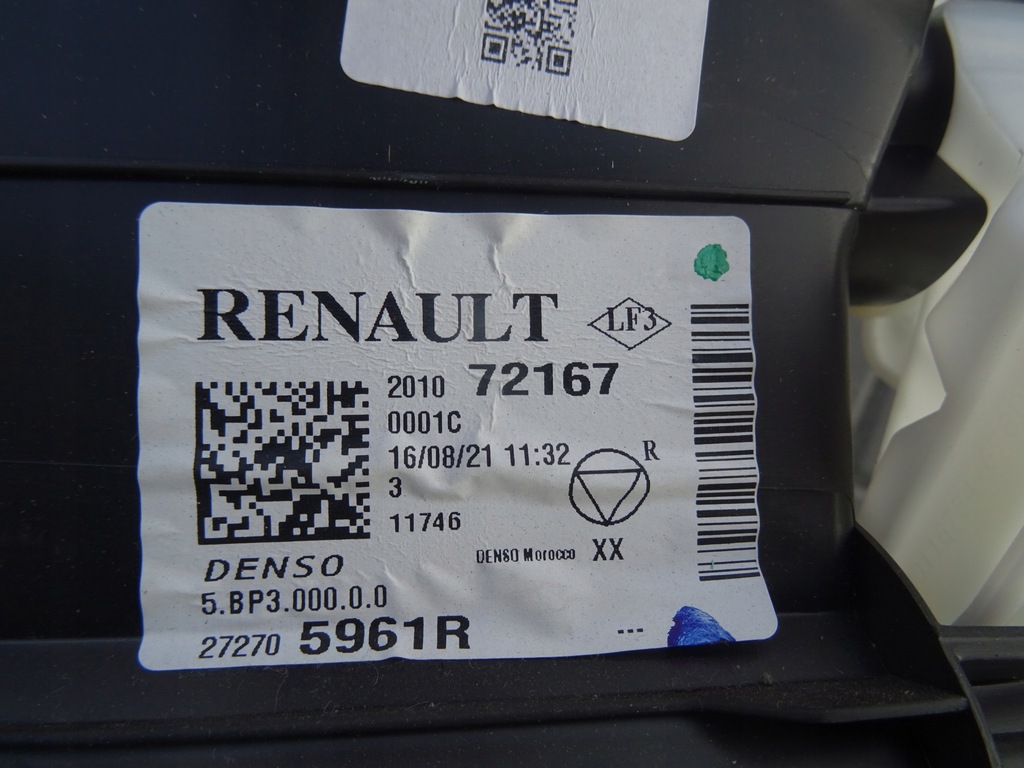 RENAULT LF3
2010 72167
0001C
16/08/21 11:32
3 R
11746
DENSO Morocco XX
DENSO
5.BP3.000.0.0
27270 5961R ---